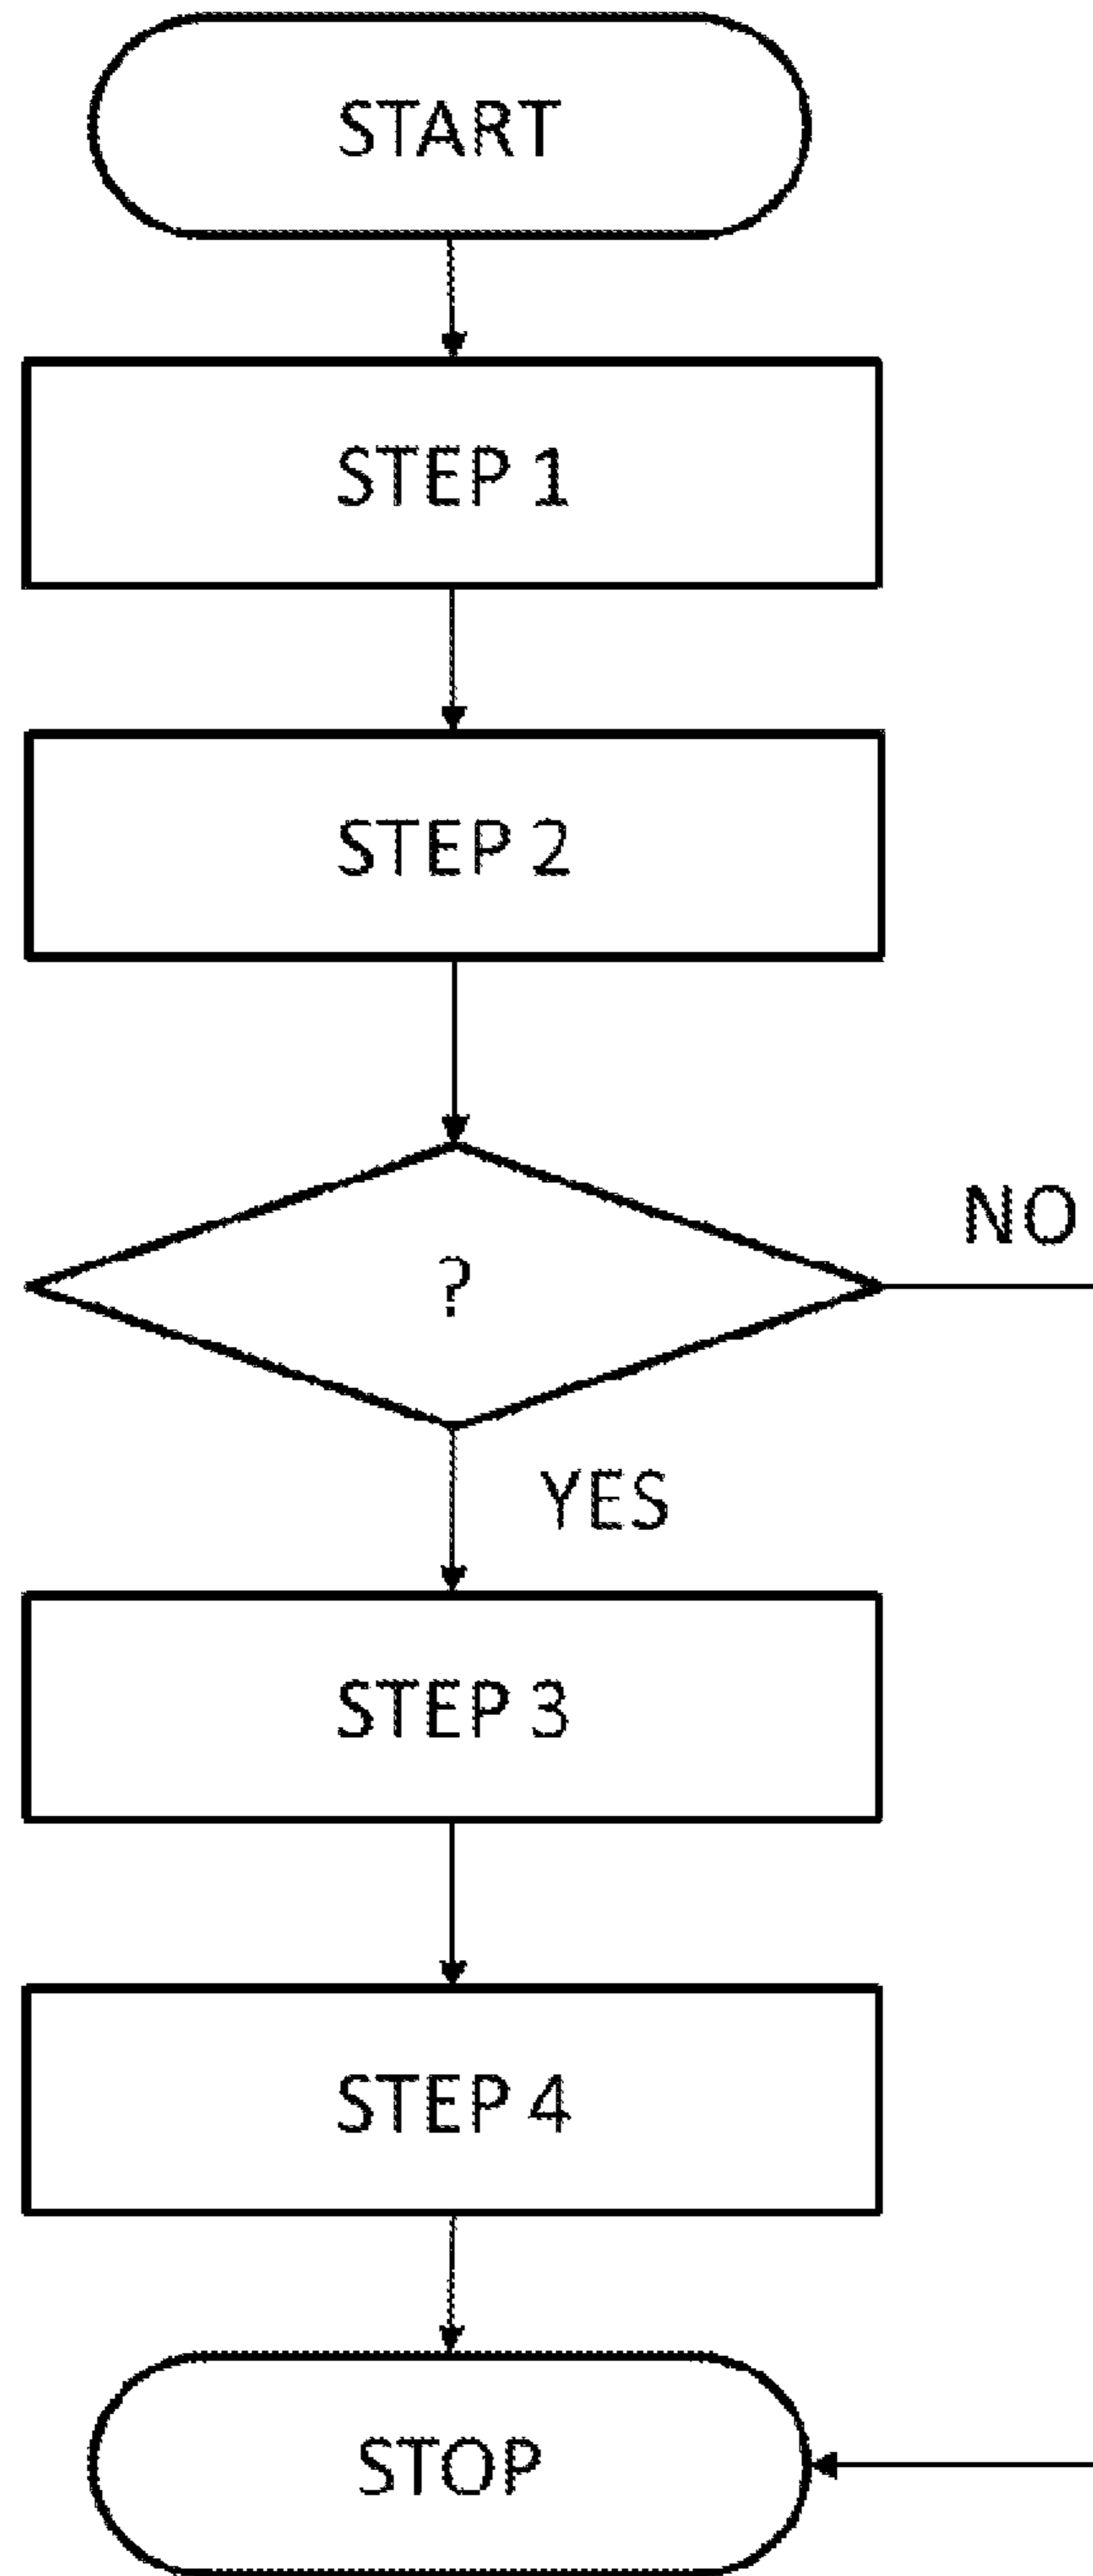 START
STEP 1
STEP 2
?
NO
YES
STEP 3
STEP 4
STOP